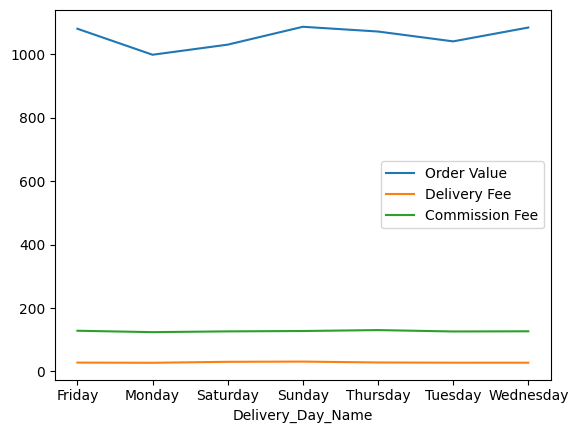 1000
800
600
400
200
0
Order Value
Delivery Fee
Commission Fee
Friday Monday Saturday Sunday Thursday Tuesday Wednesday
Delivery_Day_Name